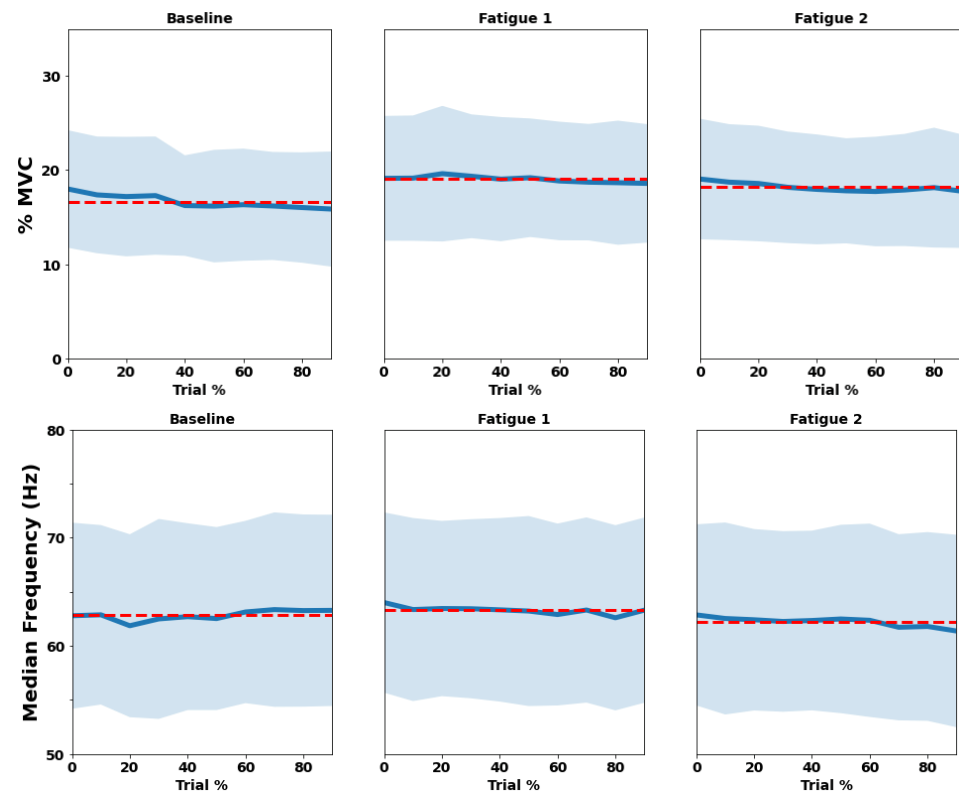 Baseline Fatigue 1 Fatigue 2
% MVC
30
20
10
0
0 20 40 60 80 0 20 40 60 80 0 20 40 60 80
Trial % Trial % Trial %
Baseline Fatigue 1 Fatigue 2
Median Frequency (Hz)
80
70
60
50
0 20 40 60 80 0 20 40 60 80 0 20 40 60 80
Trial % Trial % Trial %